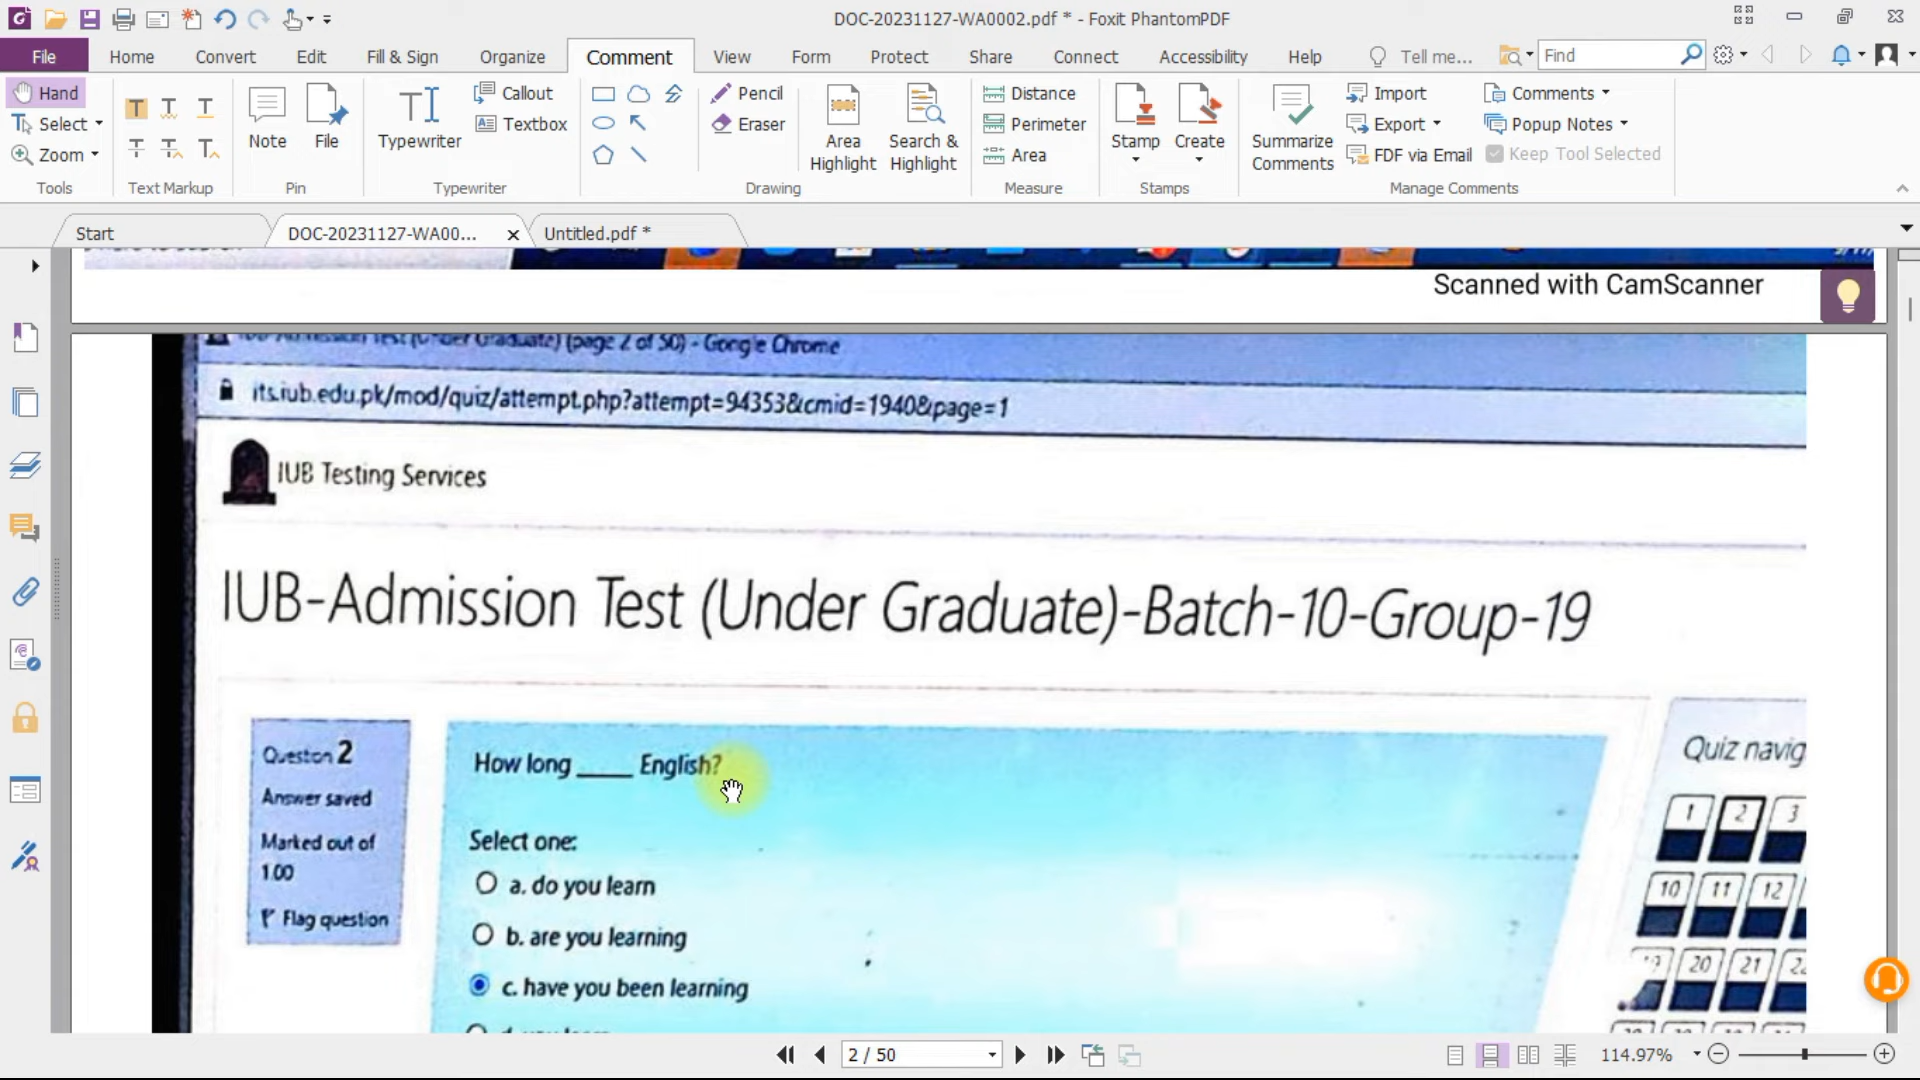 DOC-20231127-WA0002.pdf * - Foxit PhantomPDF
File Home Convert Edit Fill & Sign Organize Comment View Form Protect Share Connect Accessibility Help Tell me... Find
Hand
Select
Zoom
Tools
Text Markup
Note
File
Pin
Typewriter
Callout
Textbox
Typewriter
Pencil
Eraser
Area Highlight
Search & Highlight
Drawing
Distance
Perimeter
Area
Measure
Stamp
Create
Stamps
Summarize Comments
Import
Export
FDF via Email
Comments
Popup Notes
Keep Tool Selected
Manage Comments
Start
DOC-20231127-WA00...
Untitled.pdf *
Scanned with CamScanner
IUB-Admission Test (Under Graduate) (page 2 of 50) - Google Chrome
its.iub.edu.pk/mod/quiz/attempt.php?attempt=94353&cmid=1940&page=1
IUB Testing Services
IUB-Admission Test (Under Graduate)-Batch-10-Group-19
Question 2
Answer saved
Marked out of
1.00
Flag question
How long ____ English?
Select one:
a. do you learn
b. are you learning
c. have you been learning
Quiz navig
1 2 3
10 11 12
20 21
2 / 50
114.97%